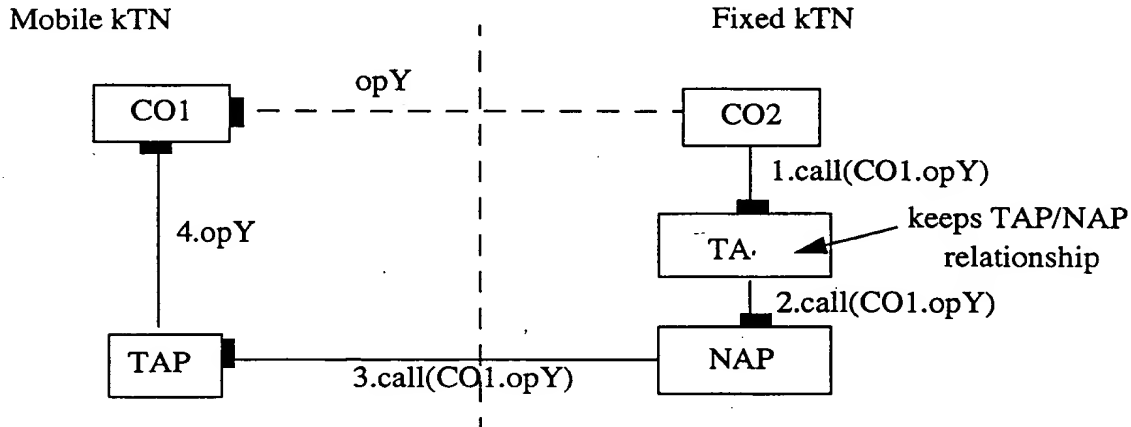 Mobile kTN
Fixed kTN
opY
CO1
CO2
1.call(CO1.opY)
keeps TAP/NAP
relationship
4.opY
TA
2.call(CO1.opY)
TAP
NAP
3.call(CO1.opY)